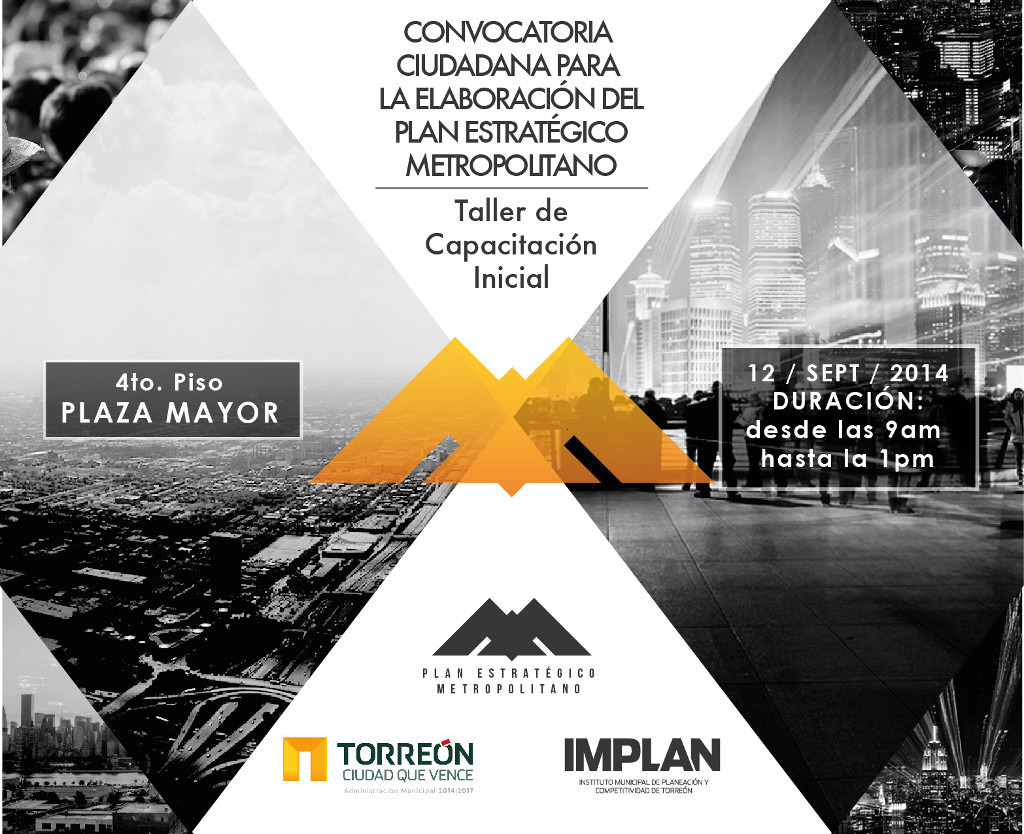 CONVOCATORIA
CIUDADANA PARA
LA ELABORACIÓN DEL
PLAN ESTRATÉGICO
METROPOLITANO
Taller de
Capacitación
Inicial
4to. Piso
PLAZA MAYOR
12 / SEPT / 2014
DURACIÓN:
desde las 9am
hasta la 1pm
PLAN ESTRATÉGICO
METROPOLITANO
TORREÓN
CIUDAD QUE VENCE
Administración Municipal 2014|2017
IMPLAN
INSTITUTO MUNICIPAL DE PLANEACIÓN Y
COMPETITIVIDAD DE TORREÓN